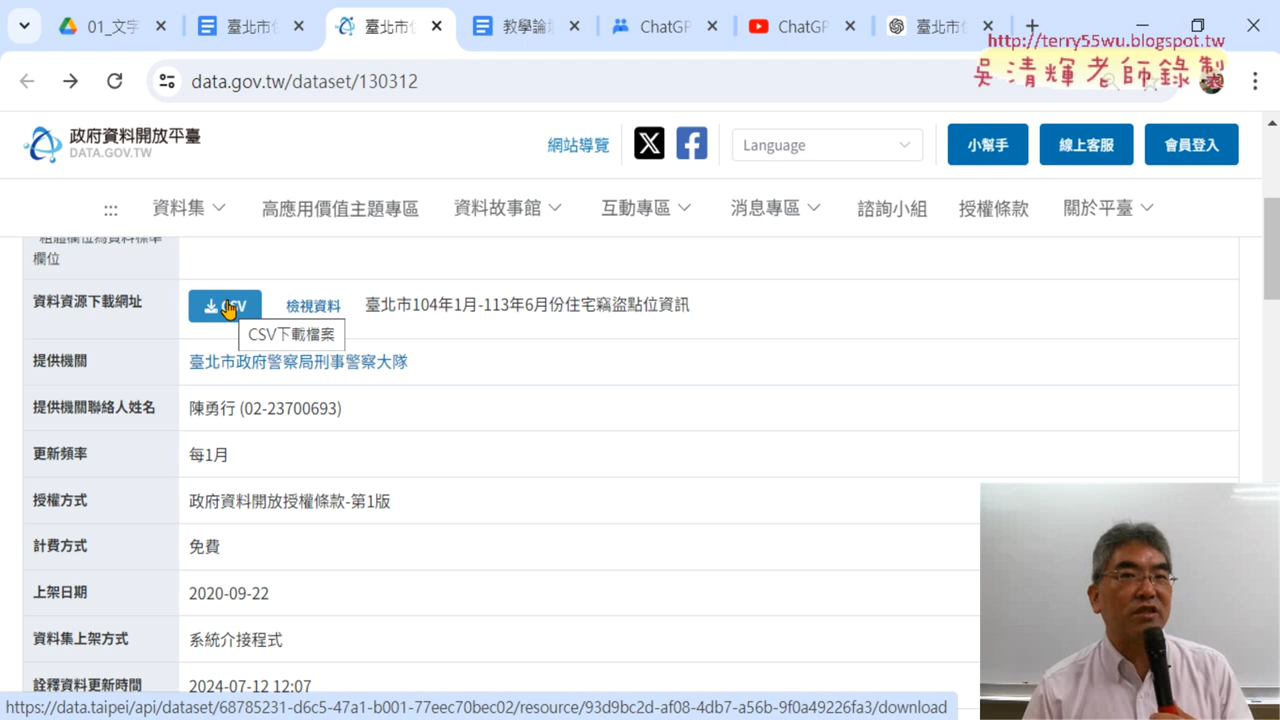 01_文字
臺北市住
臺北市住
教學論
ChatGP
ChatGP
臺北市住
http://terry55wu.blogspot.tw
吳清輝老師錄製
data.gov.tw/dataset/130312
政府資料開放平臺
DATA.GOV.TW
網站導覽
Language
小幫手
線上客服
會員登入
資料集
高應用價值主題專區
資料故事館
互動專區
消息專區
諮詢小組
授權條款
關於平臺
欄位
資料資源下載網址
CSV
檢視資料
臺北市104年1月-113年6月份住宅竊盜點位資訊
CSV下載檔案
提供機關
臺北市政府警察局刑事警察大隊
提供機關聯絡人姓名
陳勇行 (02-23700693)
更新頻率
每1月
授權方式
政府資料開放授權條款-第1版
計費方式
免費
上架日期
2020-09-22
資料集上架方式
系統介接程式
詮釋資料更新時間
2024-07-12 12:07
https://data.taipei/api/dataset/68785231-d6c5-47a1-b001-77eec70bec02/resource/93d9bc2d-af08-4db7-a56b-9f0a49226fa3/download